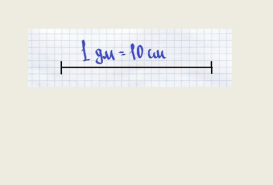 1 дм = 10 см